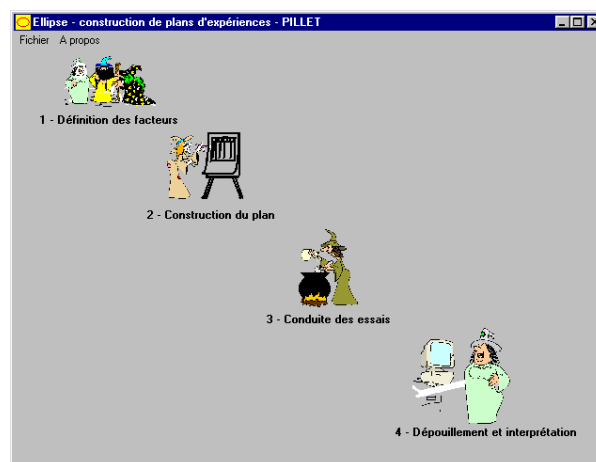 Ellipse - construction de plans d'expériences - PILLET
Fichier A propos
1 - Définition des facteurs
2 - Construction du plan
3 - Conduite des essais
4 - Dépouillement et interprétation